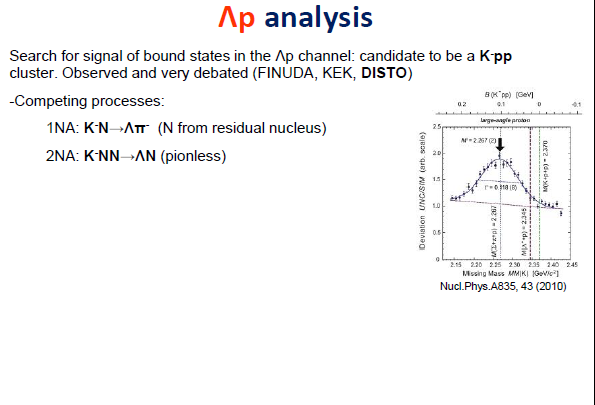 Λp analysis
Search for signal of bound states in the Λp channel: candidate to be a K⁻pp
cluster. Observed and very debated (FINUDA, KEK, DISTO)
-Competing processes:
1NA: K⁻N→Λπ⁻ (N from residual nucleus)
2NA: K⁻NN→ΛN (pionless)
B (K⁻pp) [GeV]
0.2 0.1 0 -0.1
large-angle proton
M = 2.267 (2)
Γ = 0.118 (8)
M(Σ+π+p) = 2.267
M(Λ*+p) = 2.345
M(K+p+p) = 2.370
Deviation UNC/SIM (arb. scale)
2.5
2.0
1.5
1.0
0.5
0
2.15 2.20 2.25 2.30 2.35 2.40 2.45
Missing Mass MM(K) [GeV/c²]
Nucl.Phys.A835, 43 (2010)